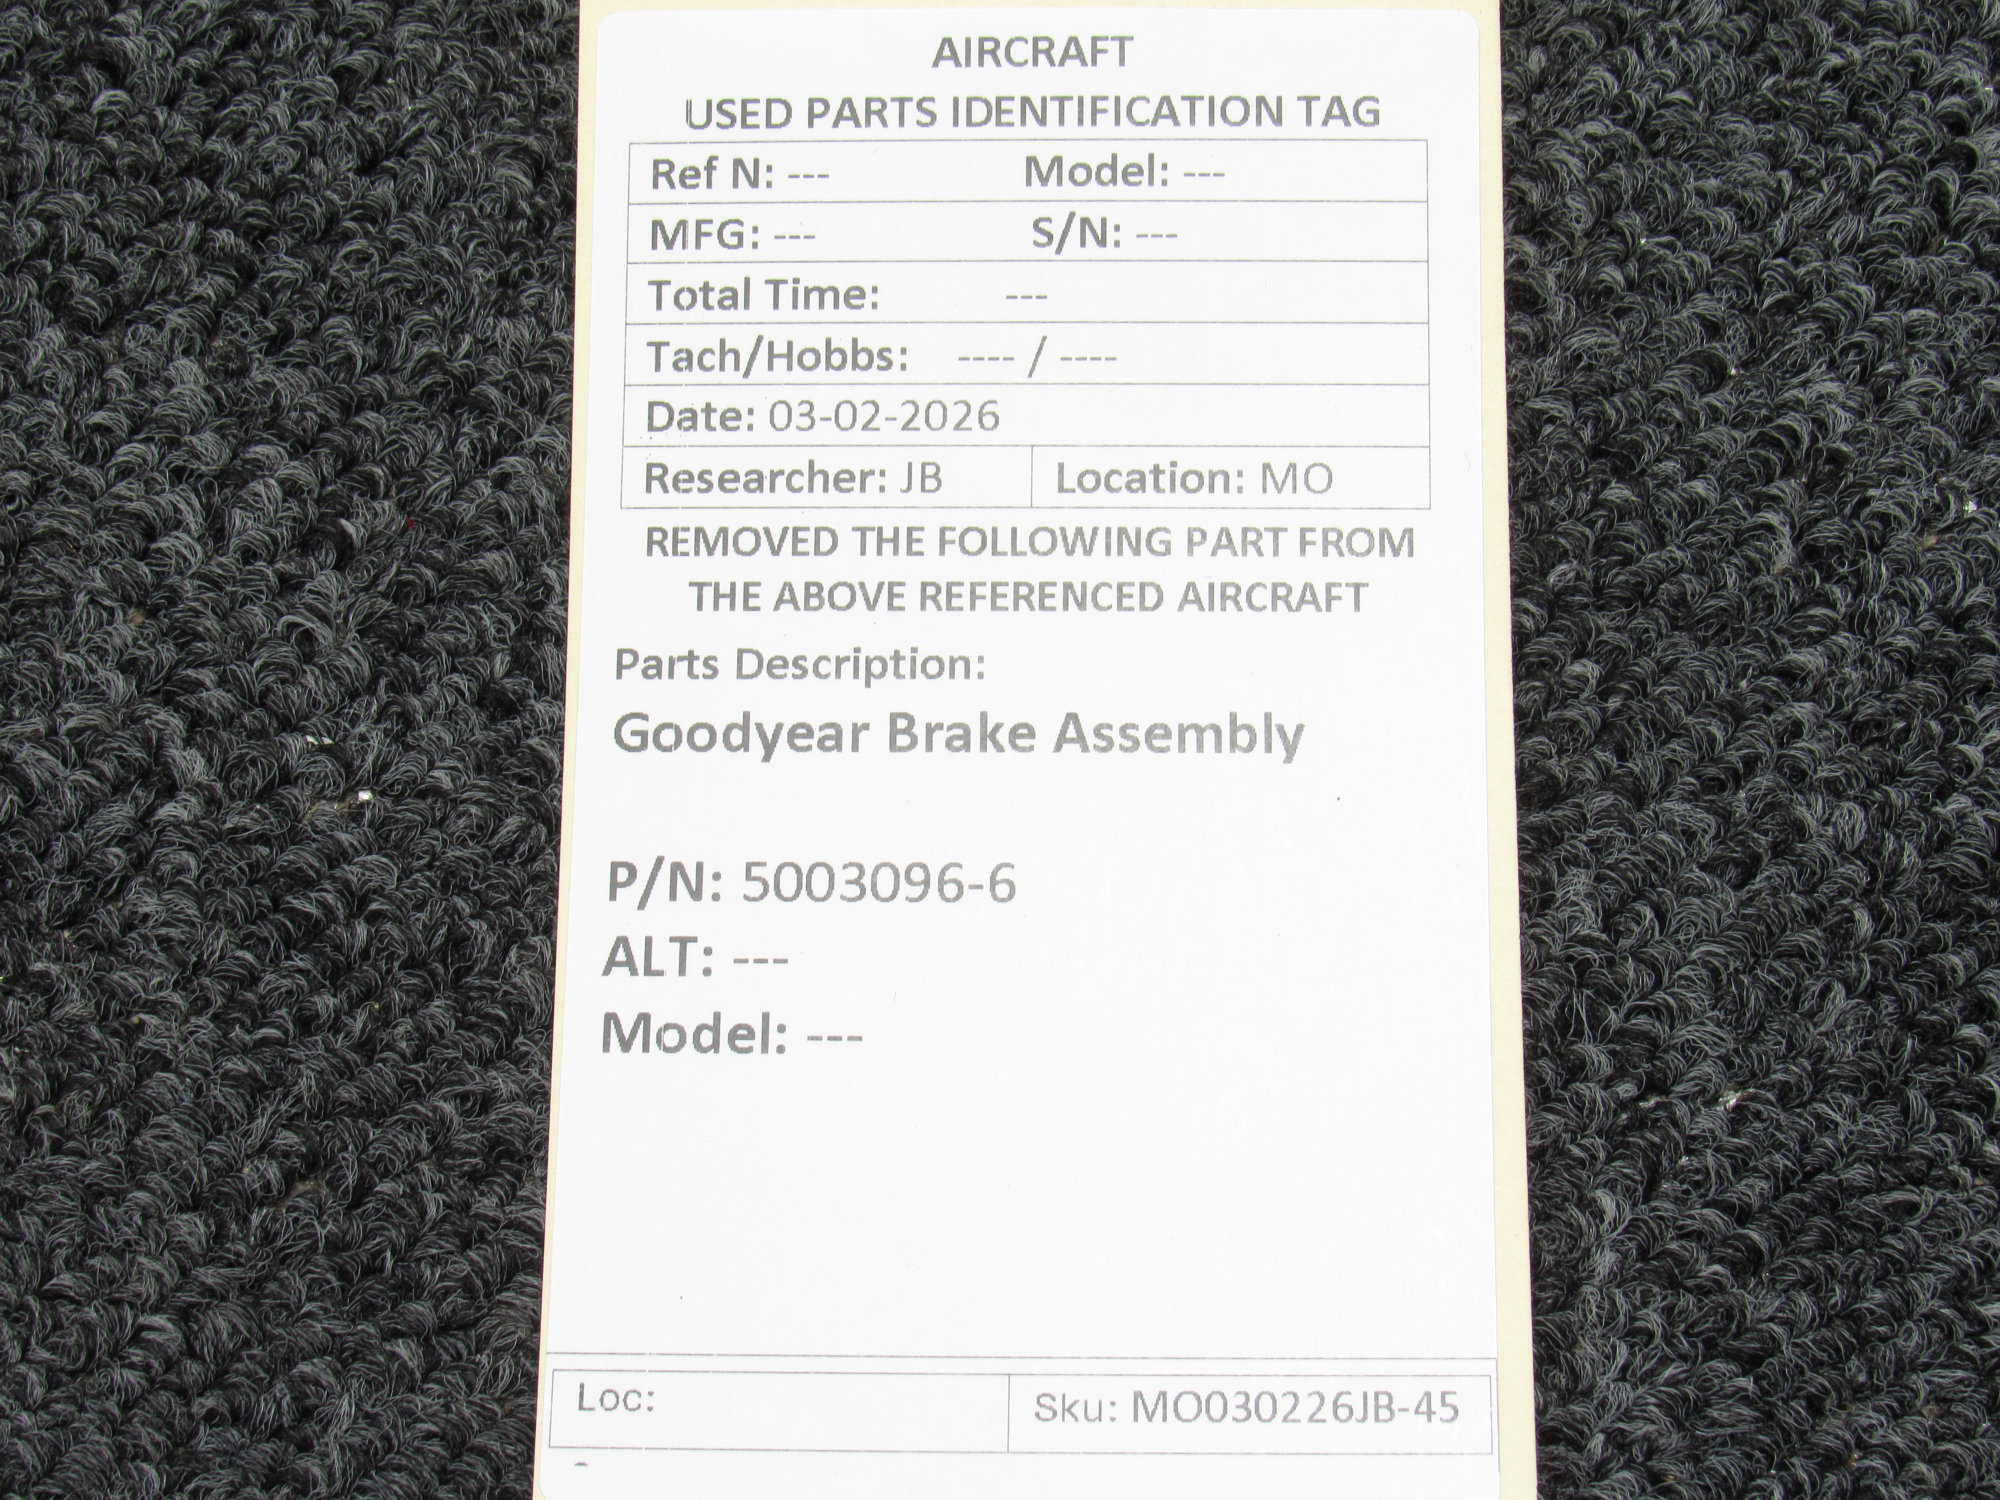 AIRCRAFT
USED PARTS IDENTIFICATION TAG
Ref N: --- Model: ---
MFG: --- S/N: ---
Total Time: ---
Tach/Hobbs: ---- / ----
Date: 03-02-2026
Researcher: JB Location: MO
REMOVED THE FOLLOWING PART FROM
THE ABOVE REFERENCED AIRCRAFT
Parts Description:
Goodyear Brake Assembly
P/N: 5003096-6
ALT: ---
Model: ---
Loc: Sku: MO030226JB-45